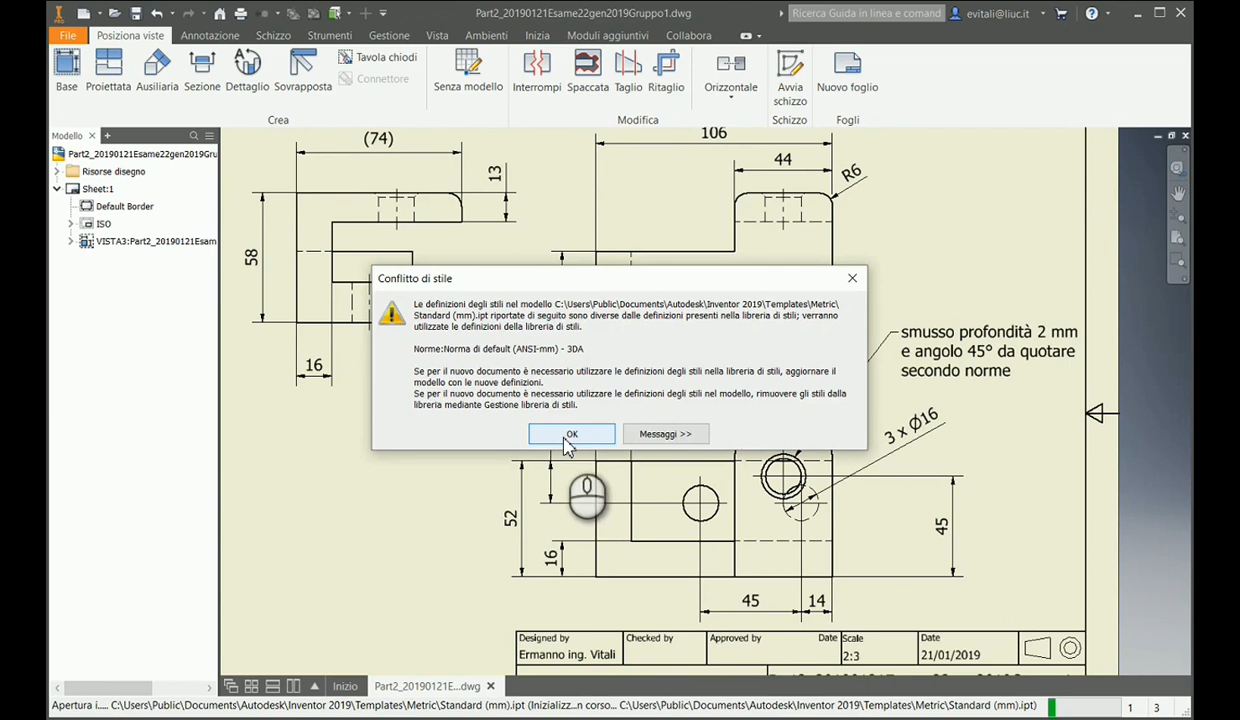 Part2_20190121Esame22gen2019Gruppo1.dwg
Ricerca Guida in linea e comand
evitali@liuc.it
File
Posiziona viste
Annotazione
Schizzo
Strumenti
Gestione
Vista
Ambienti
Inizia
Moduli aggiuntivi
Collabora
Base
Proiettata
Ausiliaria
Sezione
Dettaglio
Sovrapposta
Tavola chiodi
Connettore
Senza modello
Interrompi
Spaccata
Taglio
Ritaglio
Orizzontale
Avvia
schizzo
Nuovo foglio
Crea
Modifica
Schizzo
Fogli
Modello
Part2_20190121Esame22gen2019Gru
Risorse disegno
Sheet:1
Default Border
ISO
VISTA3:Part2_20190121Esam
(74)
13
58
16
106
44
R6
Conflitto di stile
Le definizioni degli stili nel modello C:\Users\Public\Documents\Autodesk\Inventor 2019\Templates\Metric\
Standard (mm).ipt riportate di seguito sono diverse dalle definizioni presenti nella libreria di stili; verranno
utilizzate le definizioni della libreria di stili.
Norme:Norma di default (ANSI-mm) - 3DA
Se per il nuovo documento è necessario utilizzare le definizioni degli stili nella libreria di stili, aggiornare il
modello con le nuove definizioni.
Se per il nuovo documento è necessario utilizzare le definizioni degli stili nel modello, rimuovere gli stili dalla
libreria mediante Gestione libreria di stili.
OK
Messaggi >>
smusso profondità 2 mm
e angolo 45° da quotare
secondo norme
3 x Ø16
52
16
45
45
14
Designed by
Ermanno ing. Vitali
Checked by
Approved by
Date
Scale
2:3
Date
21/01/2019
Inizio
Part2_20190121E...dwg
Apertura i.... C:\Users\Public\Documents\Autodesk\Inventor 2019\Templates\Metric\Standard (mm).ipt (Inizializz...n corso... C:\Users\Public\Documents\Autodesk\Inventor 2019\Templates\Metric\Standard (mm).ipt)
1
3